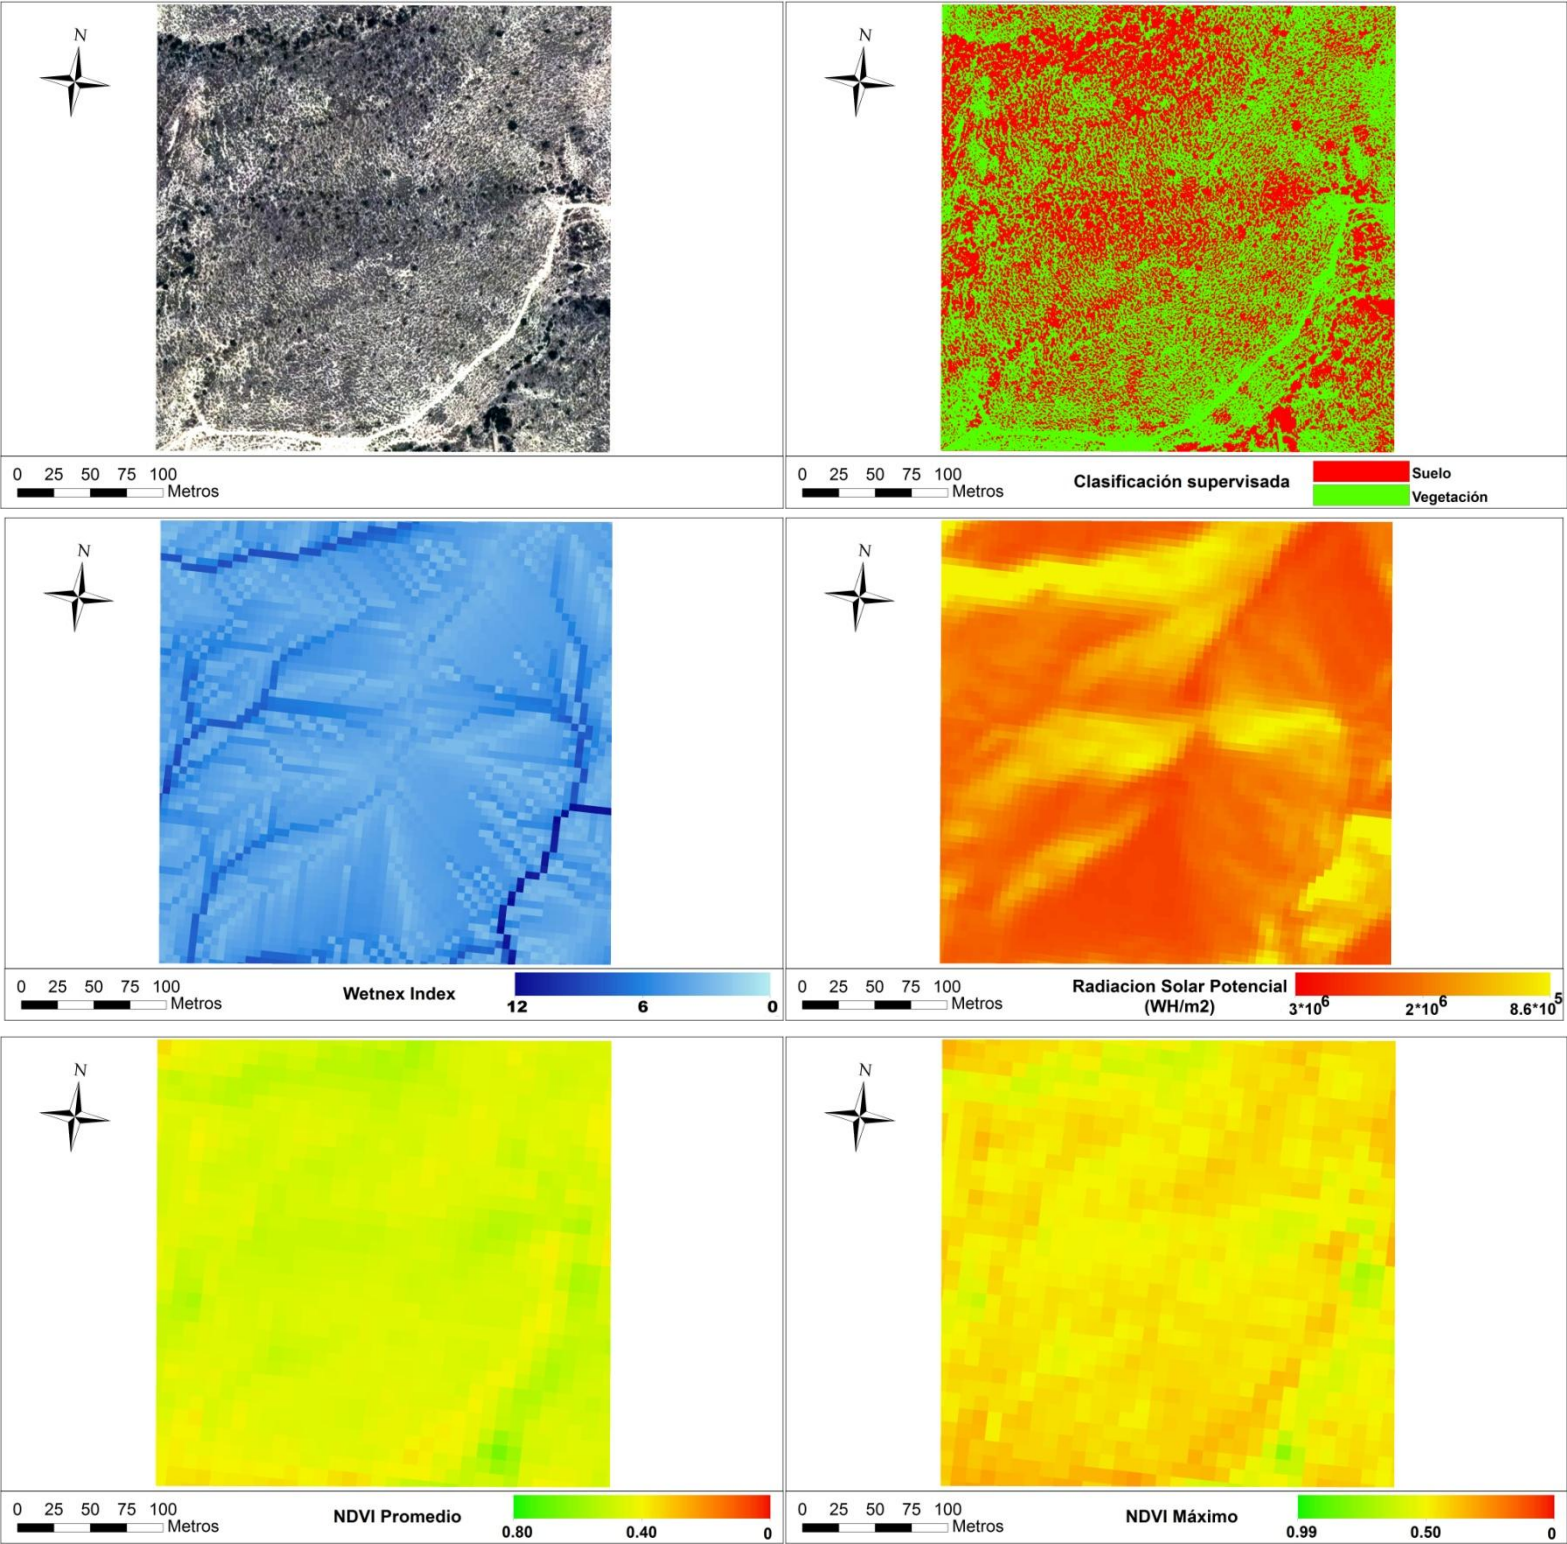 N
N
0 25 50 75 100
Metros
0 25 50 75 100
Metros
Clasificación supervisada
Suelo
Vegetación
N
N
0 25 50 75 100
Metros
Wetnex Index
12 6 0
0 25 50 75 100
Metros
Radiacion Solar Potencial
(WH/m2)
3*10⁶ 2*10⁶ 8.6*10⁵
N
N
0 25 50 75 100
Metros
NDVI Promedio
0.80 0.40 0
0 25 50 75 100
Metros
NDVI Máximo
0.99 0.50 0